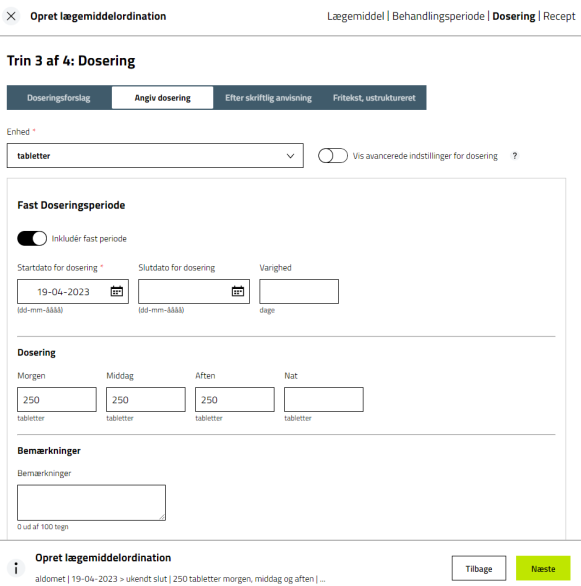 Opret lægemiddelordination
Lægemiddel | Behandlingsperiode | Dosering | Recept
Trin 3 af 4: Dosering
Doseringsforslag Angiv dosering Efter skriftlig anvisning Fritekst, ustruktureret
Enhed *
tabletter
Vis avancerede indstillinger for dosering ?
Fast Doseringsperiode
Inkludér fast periode
Startdato for dosering * Slutdato for dosering Varighed
19-04-2023
(dd-mm-åååå) (dd-mm-åååå) dage
Dosering
Morgen Middag Aften Nat
250 250 250
tabletter tabletter tabletter tabletter
Bemærkninger
Bemærkninger
0 ud af 100 tegn
Opret lægemiddelordination
aldomet | 19-04-2023 > ukendt slut | 250 tabletter morgen, middag og aften | ...
Tilbage Næste